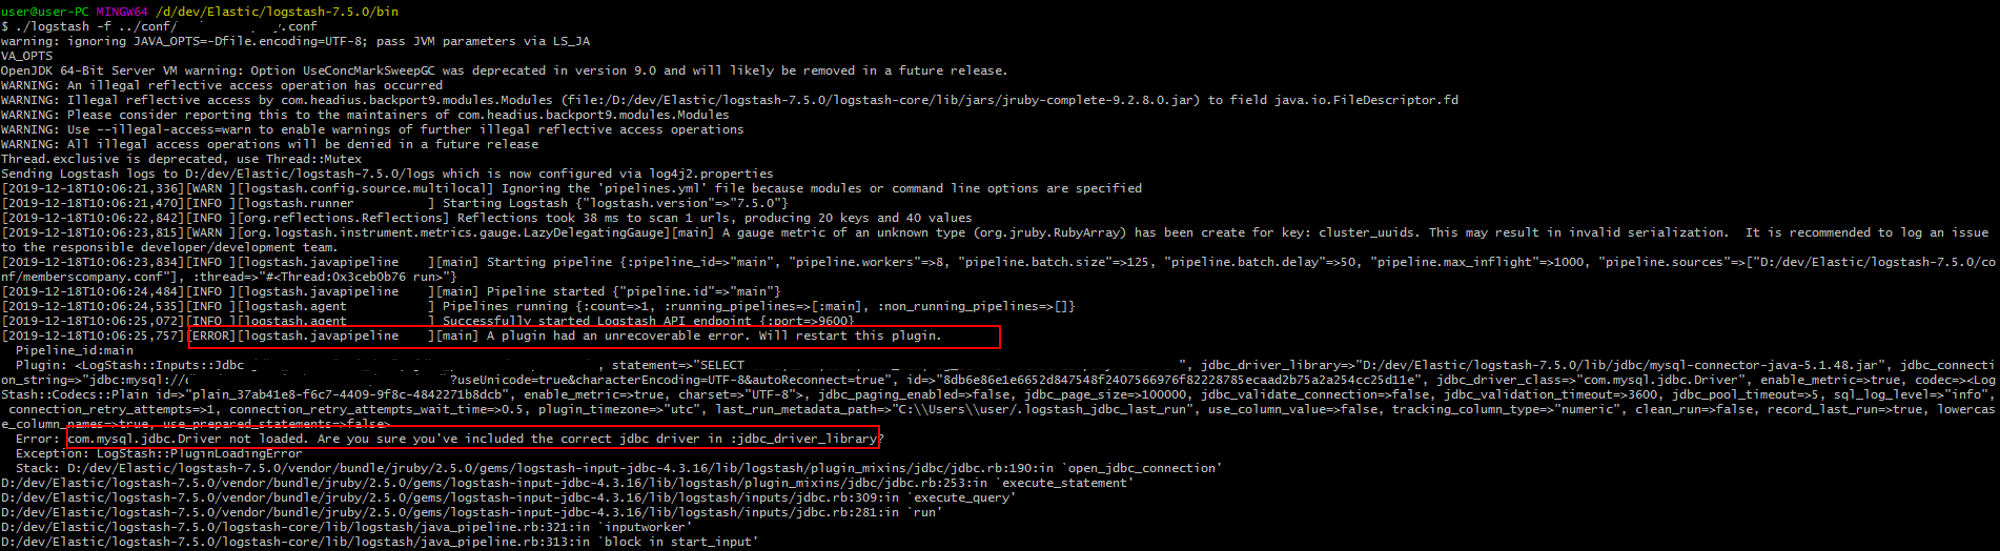 user@user-PC MINGW64 /d/dev/Elastic/logstash-7.5.0/bin
$ ./logstash -f ../conf/ .conf
warning: ignoring JAVA_OPTS=-Dfile.encoding=UTF-8; pass JVM parameters via LS_JA
VA_OPTS
OpenJDK 64-Bit Server VM warning: Option UseConcMarkSweepGC was deprecated in version 9.0 and will likely be removed in a future release.
WARNING: An illegal reflective access operation has occurred
WARNING: Illegal reflective access by com.headius.backport9.modules.Modules (file:/D:/dev/Elastic/logstash-7.5.0/logstash-core/lib/jars/jruby-complete-9.2.8.0.jar) to field java.io.FileDescriptor.fd
WARNING: Please consider reporting this to the maintainers of com.headius.backport9.modules.Modules
WARNING: Use --illegal-access=warn to enable warnings of further illegal reflective access operations
WARNING: All illegal access operations will be denied in a future release
Thread.exclusive is deprecated, use Thread::Mutex
Sending Logstash logs to D:/dev/Elastic/logstash-7.5.0/logs which is now configured via log4j2.properties
[2019-12-18T10:06:21,336][WARN ][logstash.config.source.multilocal] Ignoring the 'pipelines.yml' file because modules or command line options are specified
[2019-12-18T10:06:21,470][INFO ][logstash.runner          ] Starting Logstash {"logstash.version"=>"7.5.0"}
[2019-12-18T10:06:22,842][INFO ][org.reflections.Reflections] Reflections took 38 ms to scan 1 urls, producing 20 keys and 40 values
[2019-12-18T10:06:23,815][WARN ][org.logstash.instrument.metrics.gauge.LazyDelegatingGauge][main] A gauge metric of an unknown type (org.jruby.RubyArray) has been create for key: cluster_uuids. This may result in invalid serialization.  It is recommended to log an issue
to the responsible developer/development team.
[2019-12-18T10:06:23,834][INFO ][logstash.javapipeline    ][main] Starting pipeline {:pipeline_id=>"main", "pipeline.workers"=>8, "pipeline.batch.size"=>125, "pipeline.batch.delay"=>50, "pipeline.max_inflight"=>1000, "pipeline.sources"=>["D:/dev/Elastic/logstash-7.5.0/co
nf/memberscompany.conf"], :thread=>"#<Thread:0x3ceb0b76 run>"}
[2019-12-18T10:06:24,484][INFO ][logstash.javapipeline    ][main] Pipeline started {"pipeline.id"=>"main"}
[2019-12-18T10:06:24,535][INFO ][logstash.agent           ] Pipelines running {:count=>1, :running_pipelines=>[:main], :non_running_pipelines=>[]}
[2019-12-18T10:06:25,072][INFO ][logstash.agent           ] Successfully started Logstash API endpoint {:port=>9600}
[2019-12-18T10:06:25,757][ERROR][logstash.javapipeline    ][main] A plugin had an unrecoverable error. Will restart this plugin.
Pipeline_id:main
Plugin: <LogStash::Inputs::Jdbc , statement=>"SELECT ", jdbc_driver_library=>"D:/dev/Elastic/logstash-7.5.0/lib/jdbc/mysql-connector-java-5.1.48.jar", jdbc_connecti
on_string=>"jdbc:mysql:// ?useUnicode=true&characterEncoding=UTF-8&autoReconnect=true", id=>"8db6e86e1e6652d847548f2407566976f82228785ecaad2b75a2a254cc25d11e", jdbc_driver_class=>"com.mysql.jdbc.Driver", enable_metric=>true, codec=><Log
Stash::Codecs::Plain id=>"plain_37ab41e8-f6c7-4409-9f8c-4842271b8dcb", enable_metric=>true, charset=>"UTF-8">, jdbc_paging_enabled=>false, jdbc_page_size=>100000, jdbc_validate_connection=>false, jdbc_validation_timeout=>3600, jdbc_pool_timeout=>5, sql_log_level=>"info",
connection_retry_attempts=>1, connection_retry_attempts_wait_time=>0.5, plugin_timezone=>"utc", last_run_metadata_path=>"C:\\Users\\user/.logstash_jdbc_last_run", use_column_value=>false, tracking_column_type=>"numeric", clean_run=>false, record_last_run=>true, lowercas
e_column_names=>true, use_prepared_statements=>false>
Error: com.mysql.jdbc.Driver not loaded. Are you sure you've included the correct jdbc driver in :jdbc_driver_library?
Exception: LogStash::PluginLoadingError
Stack: D:/dev/Elastic/logstash-7.5.0/vendor/bundle/jruby/2.5.0/gems/logstash-input-jdbc-4.3.16/lib/logstash/plugin_mixins/jdbc/jdbc.rb:190:in `open_jdbc_connection'
D:/dev/Elastic/logstash-7.5.0/vendor/bundle/jruby/2.5.0/gems/logstash-input-jdbc-4.3.16/lib/logstash/plugin_mixins/jdbc/jdbc.rb:253:in `execute_statement'
D:/dev/Elastic/logstash-7.5.0/vendor/bundle/jruby/2.5.0/gems/logstash-input-jdbc-4.3.16/lib/logstash/inputs/jdbc.rb:309:in `execute_query'
D:/dev/Elastic/logstash-7.5.0/vendor/bundle/jruby/2.5.0/gems/logstash-input-jdbc-4.3.16/lib/logstash/inputs/jdbc.rb:281:in `run'
D:/dev/Elastic/logstash-7.5.0/logstash-core/lib/logstash/java_pipeline.rb:321:in `inputworker'
D:/dev/Elastic/logstash-7.5.0/logstash-core/lib/logstash/java_pipeline.rb:313:in `block in start_input'